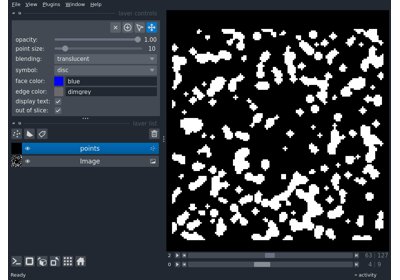 File View Plugins Window Help
layer controls
opacity: 1.00
point size: 10
blending: translucent
symbol: disc
face color: blue
edge color: dimgrey
display text:
out of slice:
layer list
points
Image
2 63 127
0 4 9
Ready activity